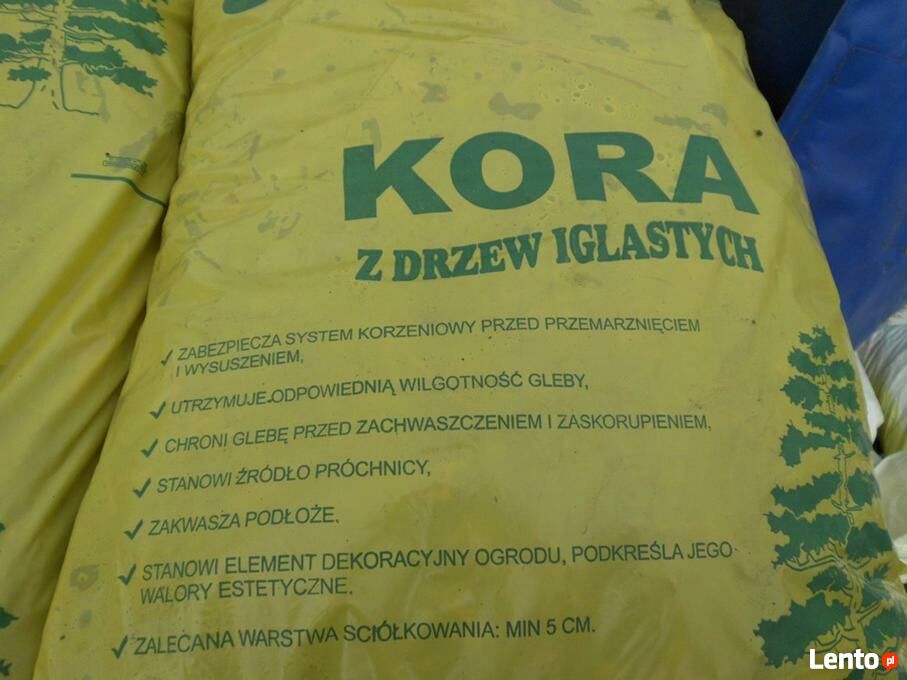 KORA
Z DRZEW IGLASTYCH
✓ ZABEZPIECZA SYSTEM KORZENIOWY PRZED PRZEMARZNIĘCIEM
I WYSUSZENIEM,
✓ UTRZYMUJE ODPOWIEDNIĄ WILGOTNOŚĆ GLEBY,
✓ CHRONI GLEBĘ PRZED ZACHWASZCZENIEM I ZASKORUPIENIEM,
✓ STANOWI ŹRÓDŁO PRÓCHNICY,
✓ ZAKWASZA PODŁOŻE,
✓ STANOWI ELEMENT DEKORACYJNY OGRODU, PODKREŚLA JEGO
WALORY ESTETYCZNE,
✓ ZALECANA WARSTWA SCIÓŁKOWANIA: MIN 5 CM.
Lento.pl